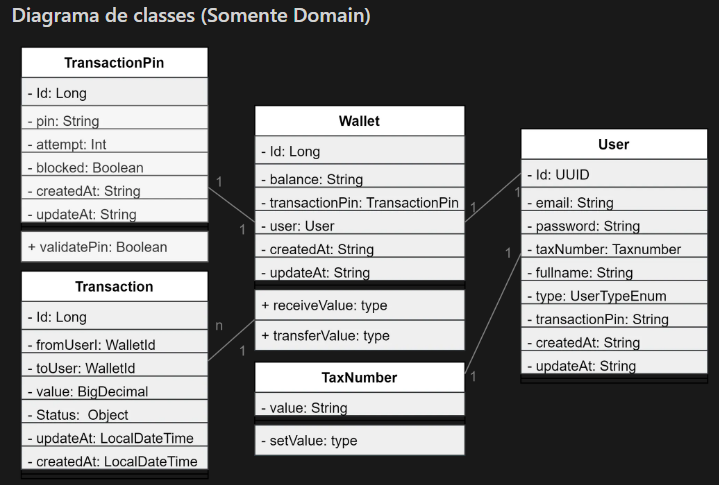 Diagrama de classes (Somente Domain)
TransactionPin
- Id: Long
- pin: String
- attempt: Int
- blocked: Boolean
- createdAt: String
- updateAt: String
+ validatePin: Boolean
Transaction
- Id: Long
- fromUserI: WalletId
- toUser: WalletId
- value: BigDecimal
- Status: Object
- updateAt: LocalDateTime
- createdAt: LocalDateTime
1
1
n
1
Wallet
- Id: Long
- balance: String
- transactionPin: TransactionPin
- user: User
- createdAt: String
- updateAt: String
+ receiveValue: type
+ transferValue: type
TaxNumber
- value: String
- setValue: type
1
1
1
1
User
- Id: UUID
- email: String
- password: String
- taxNumber: Taxnumber
- fullname: String
- type: UserTypeEnum
- transactionPin: String
- createdAt: String
- updateAt: String